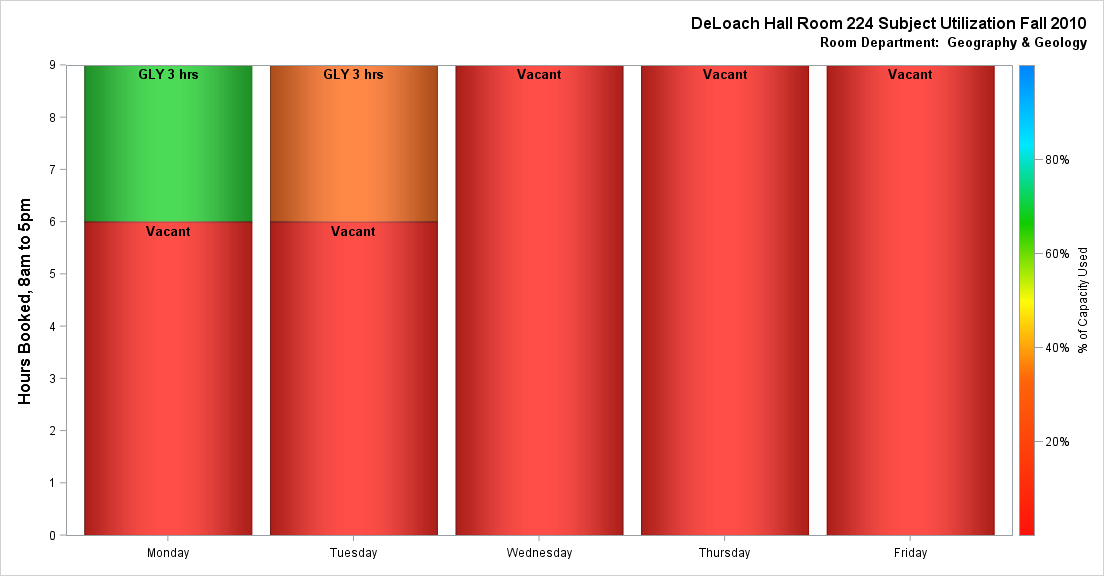 DeLoach Hall Room 224 Subject Utilization Fall 2010
Room Department:  Geography & Geology
Hours Booked, 8am to 5pm
9
8
7
6
5
4
3
2
1
0
GLY 3 hrs
Vacant
GLY 3 hrs
Vacant
Vacant
Vacant
Vacant
Monday
Tuesday
Wednesday
Thursday
Friday
80%
60%
40%
20%
% of Capacity Used